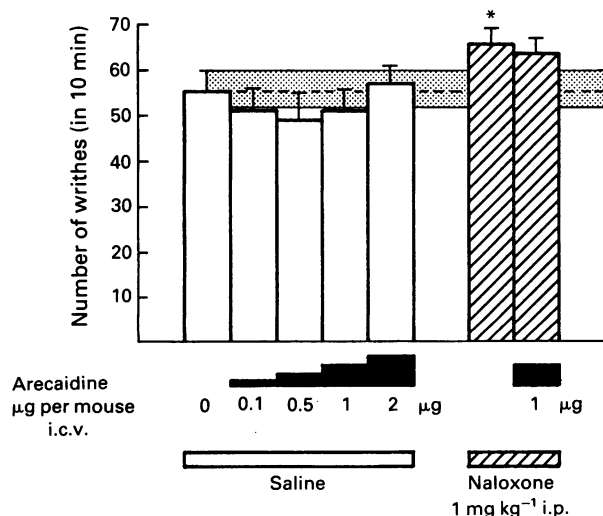 Number of writhes (in 10 min)
70
60
50
40
30
20
10
*
Arecaidine
μg per mouse
i.c.v.
0 0.1 0.5 1 2 μg 1 μg
Saline
Naloxone
1 mg kg⁻¹ i.p.